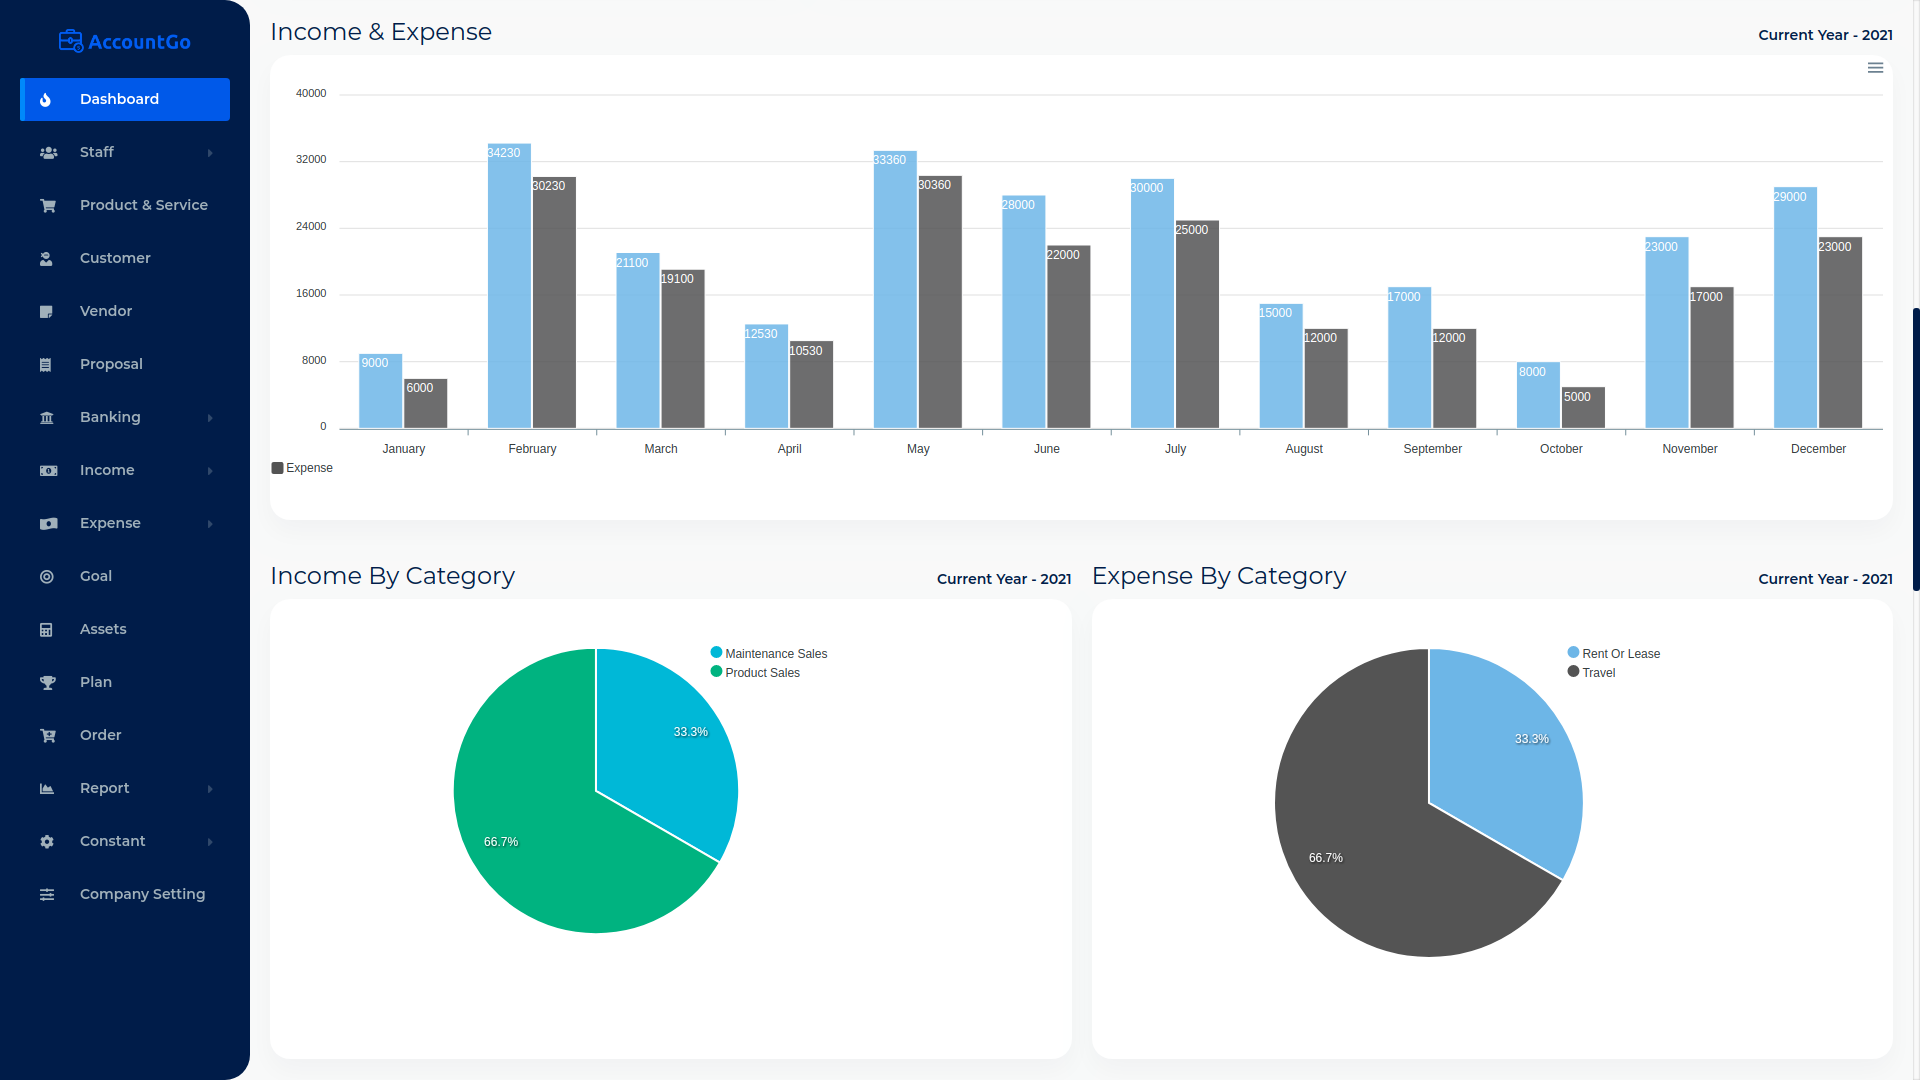 AccountGo
Dashboard
Staff
Product & Service
Customer
Vendor
Proposal
Banking
Income
Expense
Goal
Assets
Plan
Order
Report
Constant
Company Setting
Income & Expense
Current Year - 2021
40000
32000
24000
16000
8000
0
9000
6000
34230
30230
21100
19100
12530
10530
33360
30360
28000
22000
30000
25000
15000
12000
17000
12000
8000
5000
23000
17000
29000
23000
January
February
March
April
May
June
July
August
September
October
November
December
Expense
Income By Category
Current Year - 2021
Maintenance Sales
Product Sales
33.3%
66.7%
Expense By Category
Current Year - 2021
Rent Or Lease
Travel
33.3%
66.7%